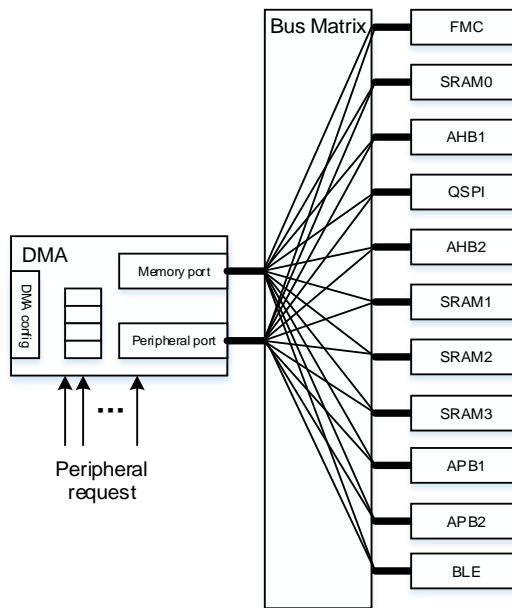 Bus Matrix
FMC
SRAM0
AHB1
QSPI
AHB2
SRAM1
SRAM2
SRAM3
APB1
APB2
BLE
DMA
DMA config
Memory port
Peripheral port
...
Peripheral
request